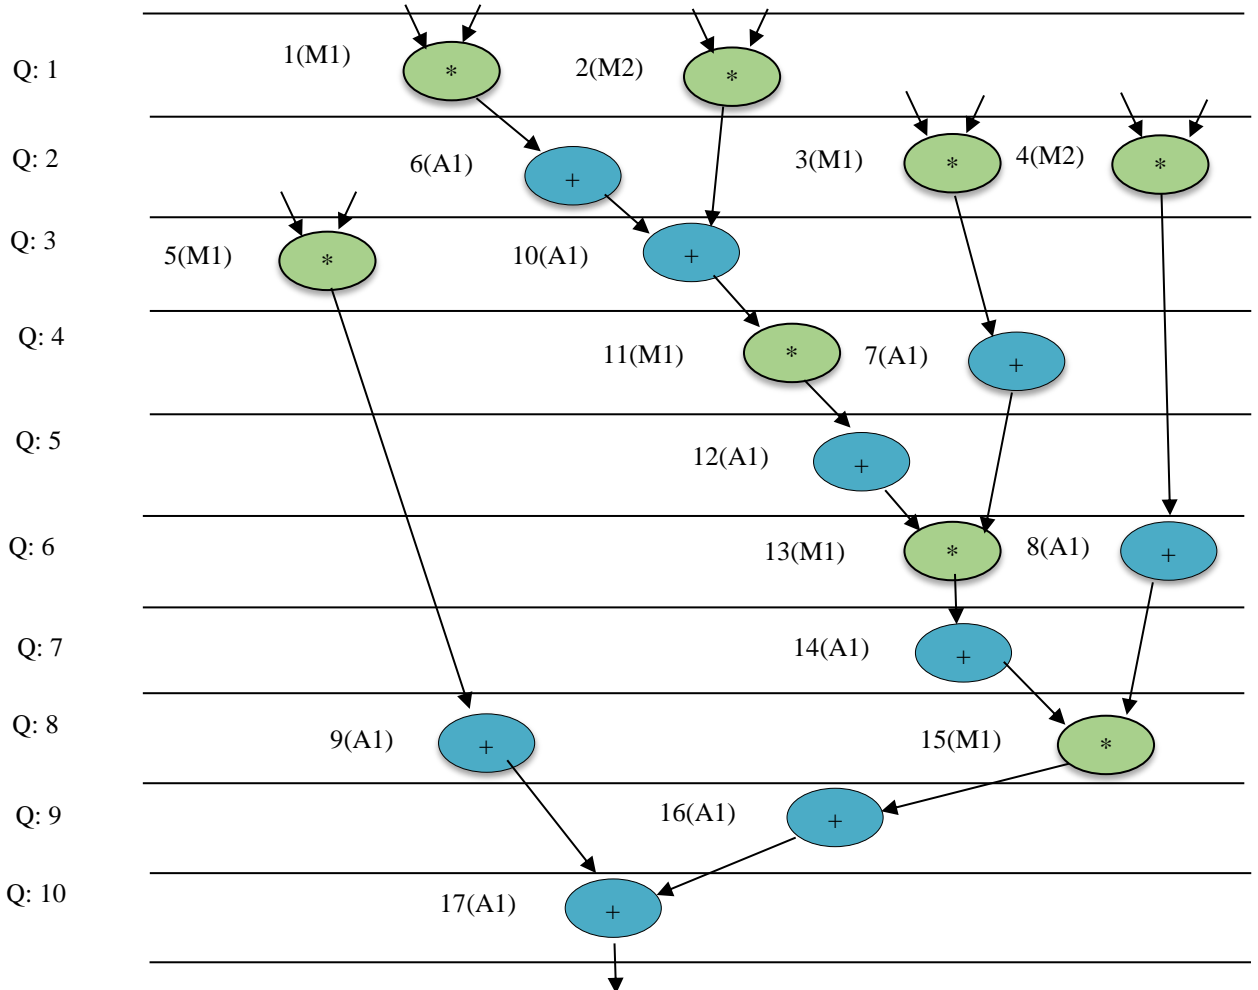 Q: 1
1(M1)
*
2(M2)
*
Q: 2
6(A1)
+
3(M1)
*
4(M2)
*
Q: 3
5(M1)
*
10(A1)
+
Q: 4
11(M1)
*
7(A1)
+
Q: 5
12(A1)
+
Q: 6
13(M1)
*
8(A1)
+
Q: 7
14(A1)
+
Q: 8
9(A1)
+
15(M1)
*
Q: 9
16(A1)
+
Q: 10
17(A1)
+